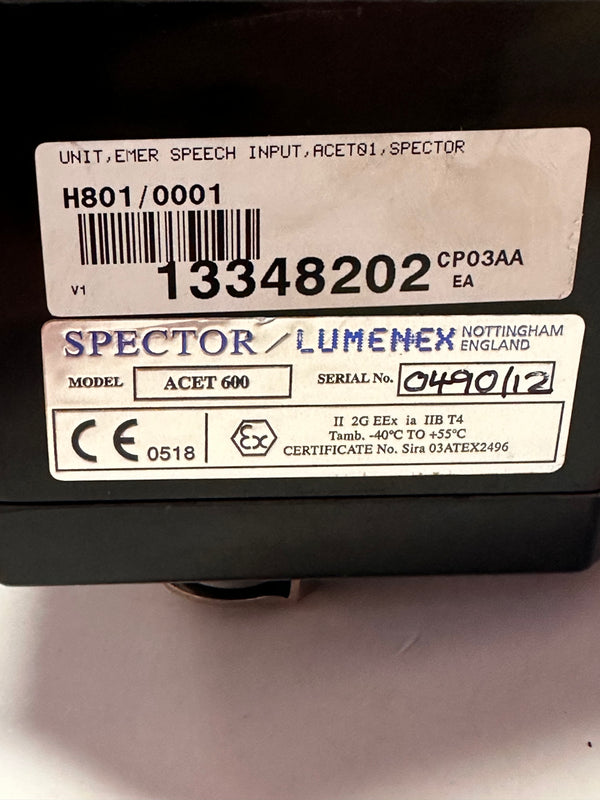 UNIT,EMER SPEECH INPUT,ACET01,SPECTOR
H801/0001
V1 13348202 CP03AA
EA
SPECTOR / LUMENEX NOTTINGHAM
ENGLAND
MODEL ACET 600 SERIAL No. 0490/12
CE 0518 Ex II 2G EEx ia IIB T4
Tamb. -40°C TO +55°C
CERTIFICATE No. Sira 03ATEX2496